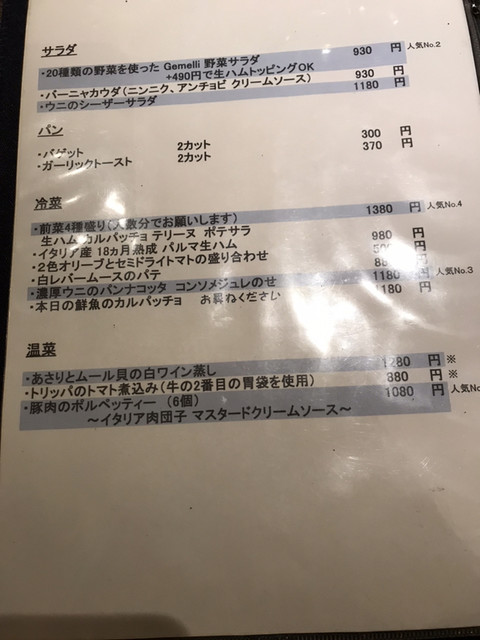 サラダ
・20種類の野菜を使った Gemelli 野菜サラダ 930 円 人気No.2
+490円で生ハムトッピングOK
・バーニャカウダ(ニンニク、アンチョビ クリームソース) 930 円
・ウニのシーザーサラダ 1180 円
パン
・バゲット 2カット 300 円
・ガーリックトースト 2カット 370 円
冷菜
・前菜4種盛り(人数分でお願いします) 1380 円 人気No.4
生ハム カルパッチョ テリーヌ ポテサラ
・イタリア産 18ヵ月熟成 パルマ生ハム 980 円
・2色オリーブとセミドライトマトの盛り合わせ 円
・白レバームースのパテ 円
・濃厚ウニのパンナコッタ コンソメジュレのせ 1180 円 人気No.3
・本日の鮮魚のカルパッチョ お尋ねください 1180 円
温菜
・あさりとムール貝の白ワイン蒸し 円 ※
・トリッパのトマト煮込み(牛の2番目の胃袋を使用) 880 円 ※
・豚肉のポルペッティー (6個) 1080 円
～イタリア肉団子 マスタードクリームソース～